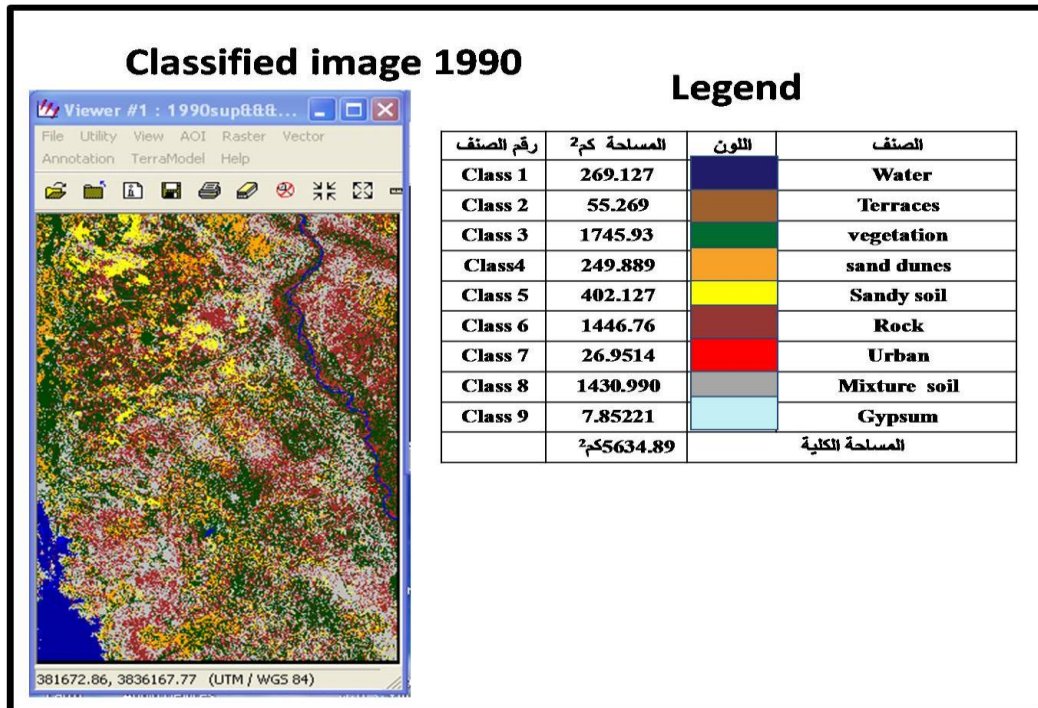 Classified image 1990
Legend
Viewer #1 : 1990sup&&&...
File Utility View AOI Raster Vector
Annotation TerraModel Help
381672.86, 3836167.77 (UTM / WGS 84)
رقم الصنف المساحة كم² اللون الصنف
Class 1 269.127 Water
Class 2 55.269 Terraces
Class 3 1745.93 vegetation
Class4 249.889 sand dunes
Class 5 402.127 Sandy soil
Class 6 1446.76 Rock
Class 7 26.9514 Urban
Class 8 1430.990 Mixture soil
Class 9 7.85221 Gypsum
5634.89كم² المساحة الكلية